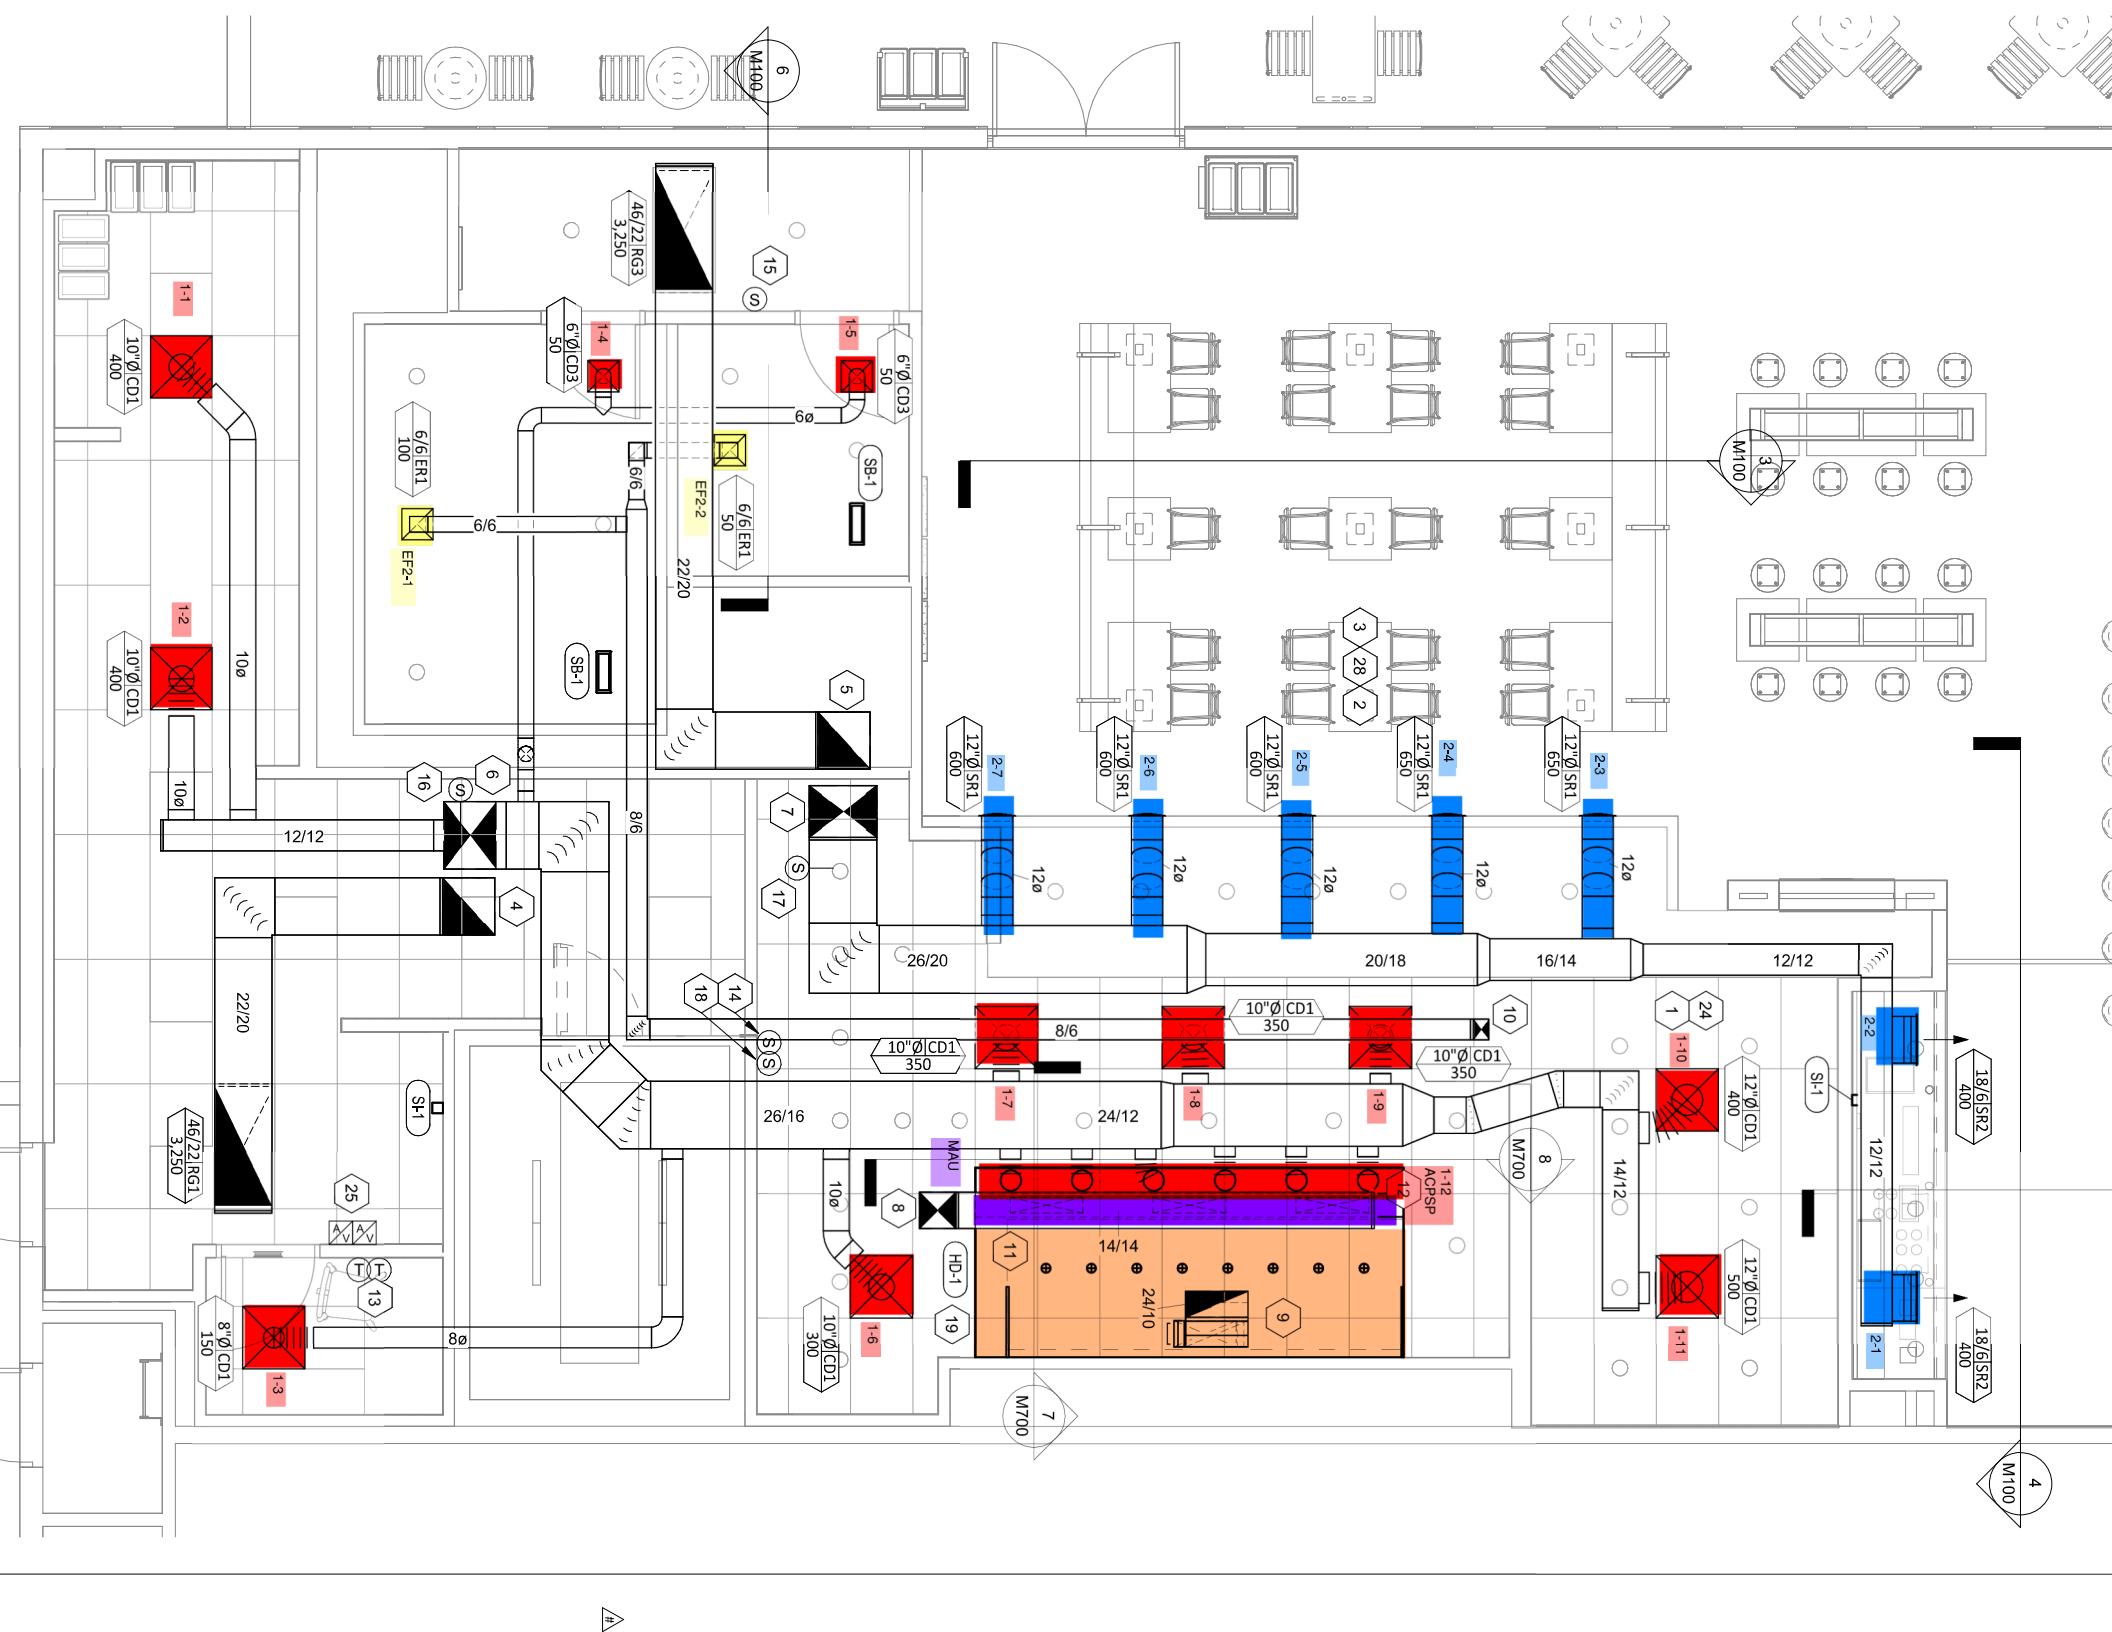 6
M100
46/22 RG3
3,250
15
S
1-1
10"Ø CD1
400
1-4
6"Ø CD3
50
1-5
6"Ø CD3
50
6ø
6/6 ER1
100
6/6
6/6
EF2-1
EF2-2
6/6 ER1
50
SB-1
22/20
3
M100
1-2
10"Ø CD1
400
10ø
SB-1
5
3
28
2
10ø
16
S
6
12/12
8/6
7
S
17
12"Ø SR1
600
2-7
12"Ø SR1
600
2-6
12"Ø SR1
600
2-5
12"Ø SR1
650
2-4
12"Ø SR1
650
2-3
12ø
12ø
12ø
12ø
12ø
4
22/20
26/20
20/18
16/14
12/12
18
14
S
S
10"Ø CD1
350
8/6
10"Ø CD1
350
10
10"Ø CD1
350
1
24
1-10
12"Ø CD1
400
2-2
18/6 SR2
400
SI-1
SI-1
26/16
1-7
24/12
1-8
1-9
8
M700
14/12
12/12
46/22 RG1
3,250
25
A
V
A
V
T
T
13
MAU
10ø
8
1-12
ACPSP
12
11
14/14
HD-1
19
24/10
9
12"Ø CD1
500
1-11
2-1
18/6 SR2
400
8"Ø CD1
150
1-3
8ø
10"Ø CD1
300
1-6
7
M700
4
M100
#